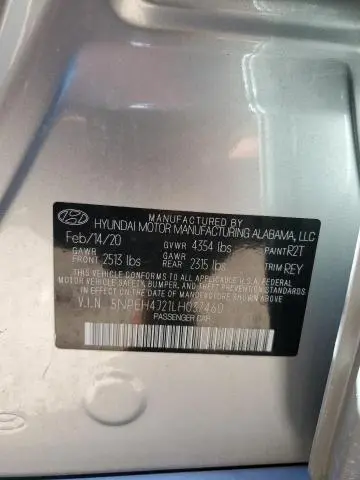 MANUFACTURED BY
HYUNDAI MOTOR MANUFACTURING ALABAMA, LLC
Feb/14/20 GVWR 4354 lbs PAINT R2T
GAWR FRONT 2513 lbs GAWR REAR 2315 lbs TRIM REY
THIS VEHICLE CONFORMS TO ALL APPLICABLE U.S. FEDERAL
MOTOR VEHICLE SAFETY, BUMPER, AND THEFT PREVENTION
STANDARDS IN EFFECT ON THE DATE OF MANUFACTURE SHOWN ABOVE.
V.I.N. : 5NPEH4J21LH037460
PASSENGER CAR